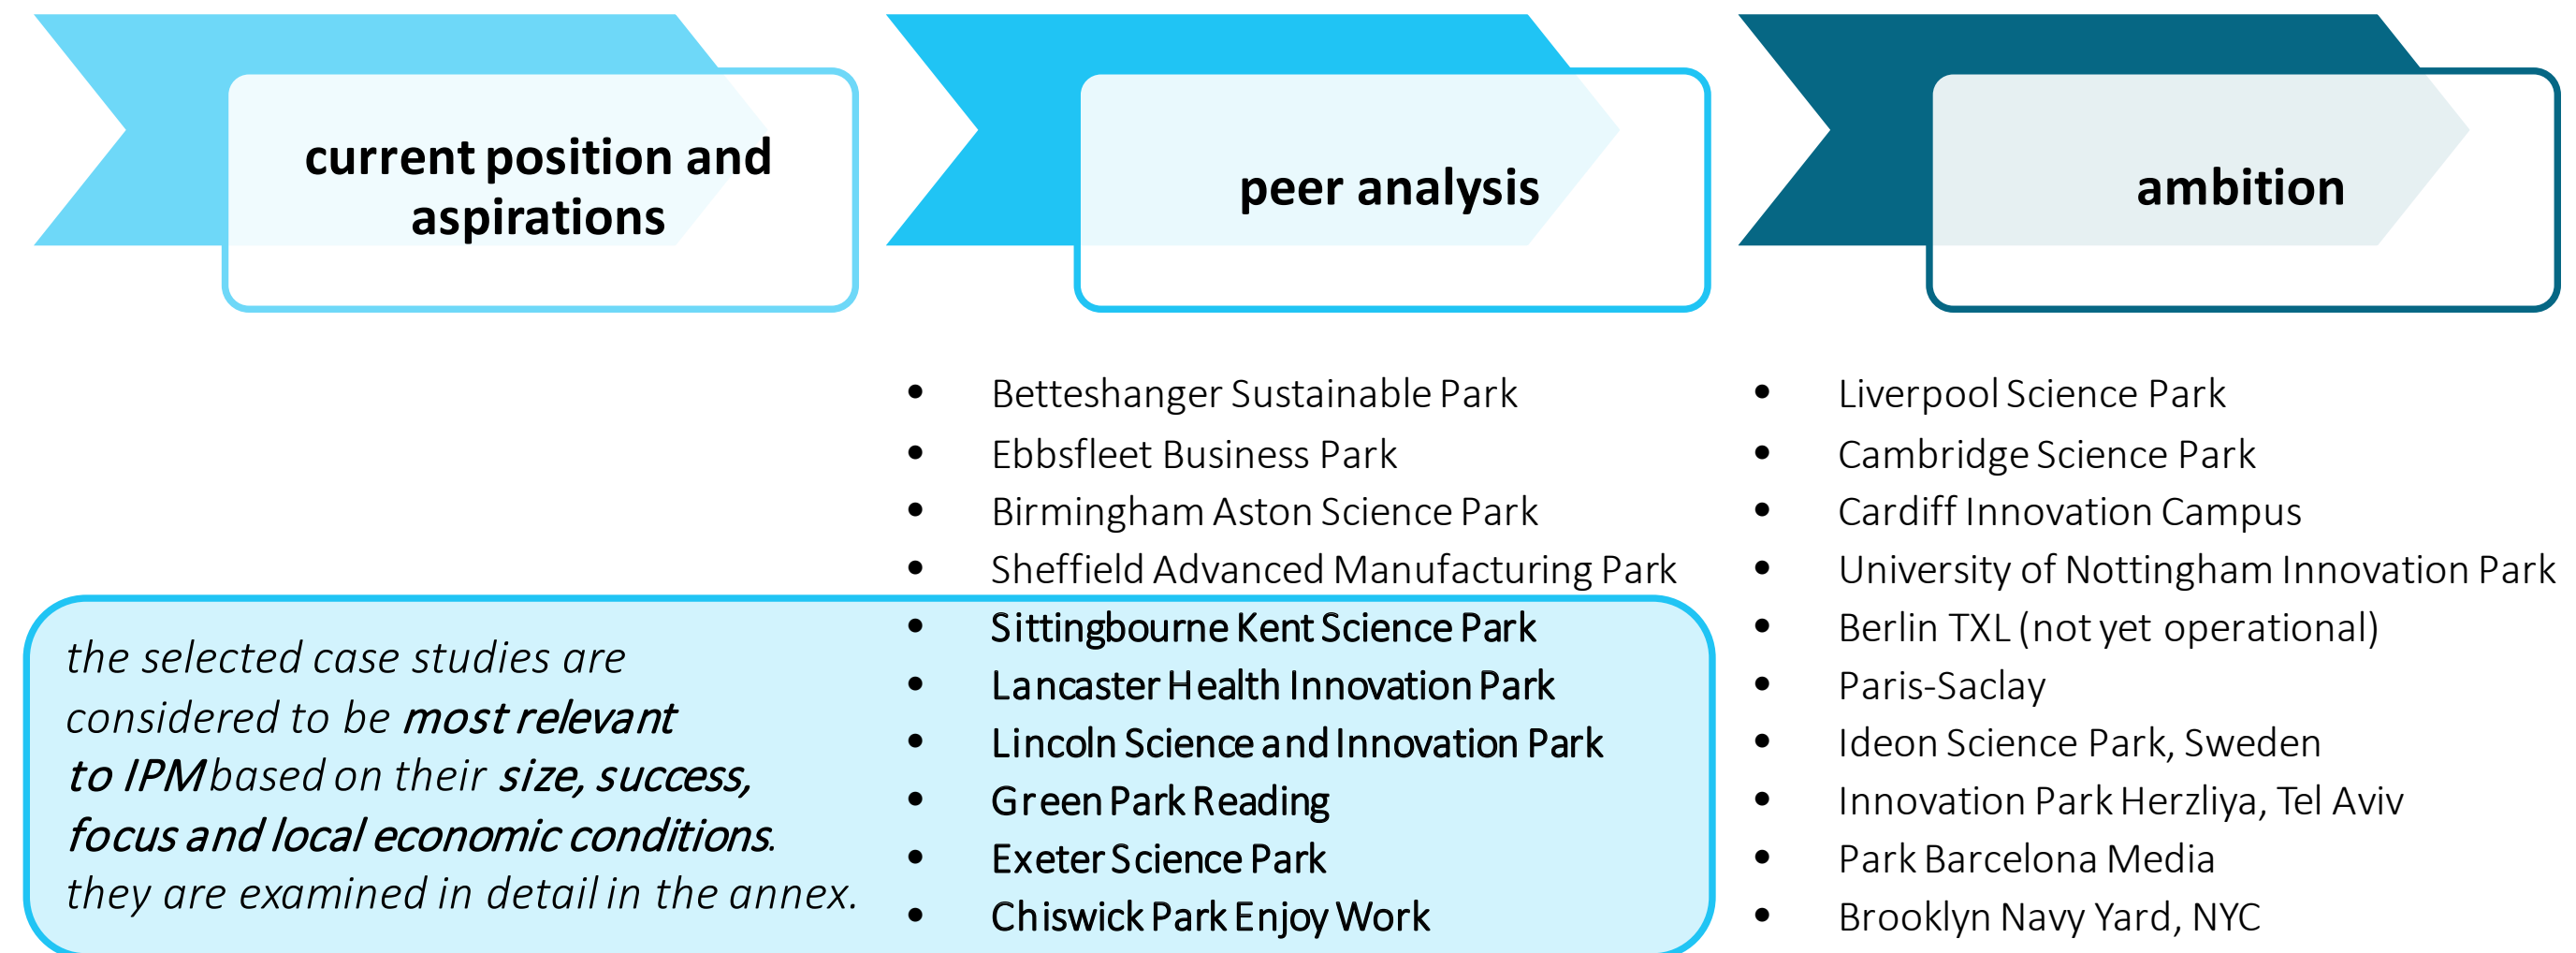 current position and
aspirations
peer analysis
ambition
• Betteshanger Sustainable Park
• Ebbsfleet Business Park
• Birmingham Aston Science Park
• Sheffield Advanced Manufacturing Park
• Sittingbourne Kent Science Park
• Lancaster Health Innovation Park
• Lincoln Science and Innovation Park
• Green Park Reading
• Exeter Science Park
• Chiswick Park Enjoy Work
• Liverpool Science Park
• Cambridge Science Park
• Cardiff Innovation Campus
• University of Nottingham Innovation Park
• Berlin TXL (not yet operational)
• Paris-Saclay
• Ideon Science Park, Sweden
• Innovation Park Herzliya, Tel Aviv
• Park Barcelona Media
• Brooklyn Navy Yard, NYC
the selected case studies are
considered to be most relevant
to IPM based on their size, success,
focus and local economic conditions.
they are examined in detail in the annex.